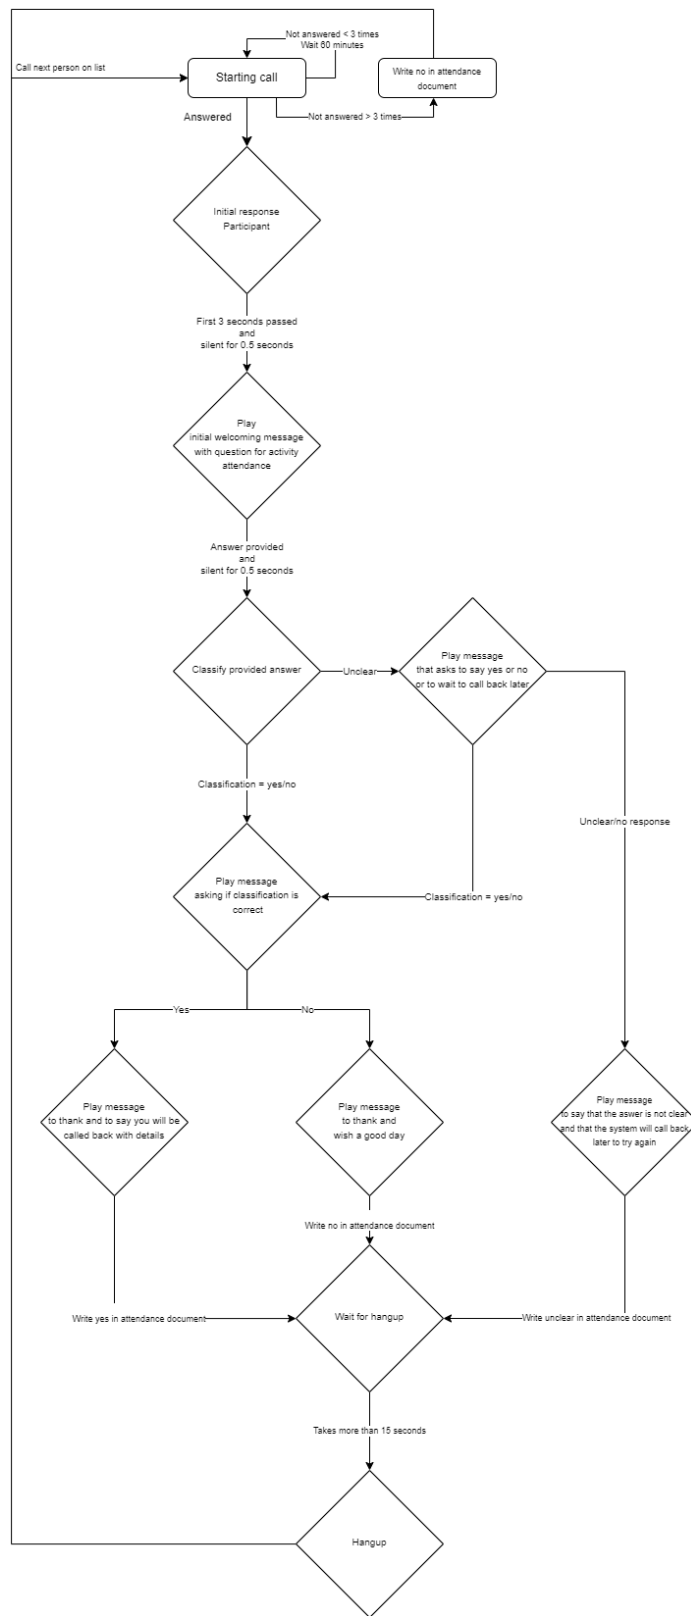 Not answered < 3 times
Wait 60 minutes
Call next person on list
Starting call
Write no in attendance
document
Answered
Not answered > 3 times
Initial response
Participant
First 3 seconds passed
and
silent for 0.5 seconds
Play
initial welcoming message
with question for activity
attendance
Answer provided
and
silent for 0.5 seconds
Classify provided answer
Unclear
Play message
that asks to say yes or no
or to wait to call back later
Classification = yes/no
Unclear/no response
Play message
asking if classification is
correct
Classification = yes/no
Yes
No
Play message
to thank and to say you will be
called back with details
Play message
to thank and
wish a good day
Play message
to say that the aswer is not clear
and that the system will call back
later to try again
Write no in attendance document
Write yes in attendance document
Wait for hangup
Write unclear in attendance document
Takes more than 15 seconds
Hangup